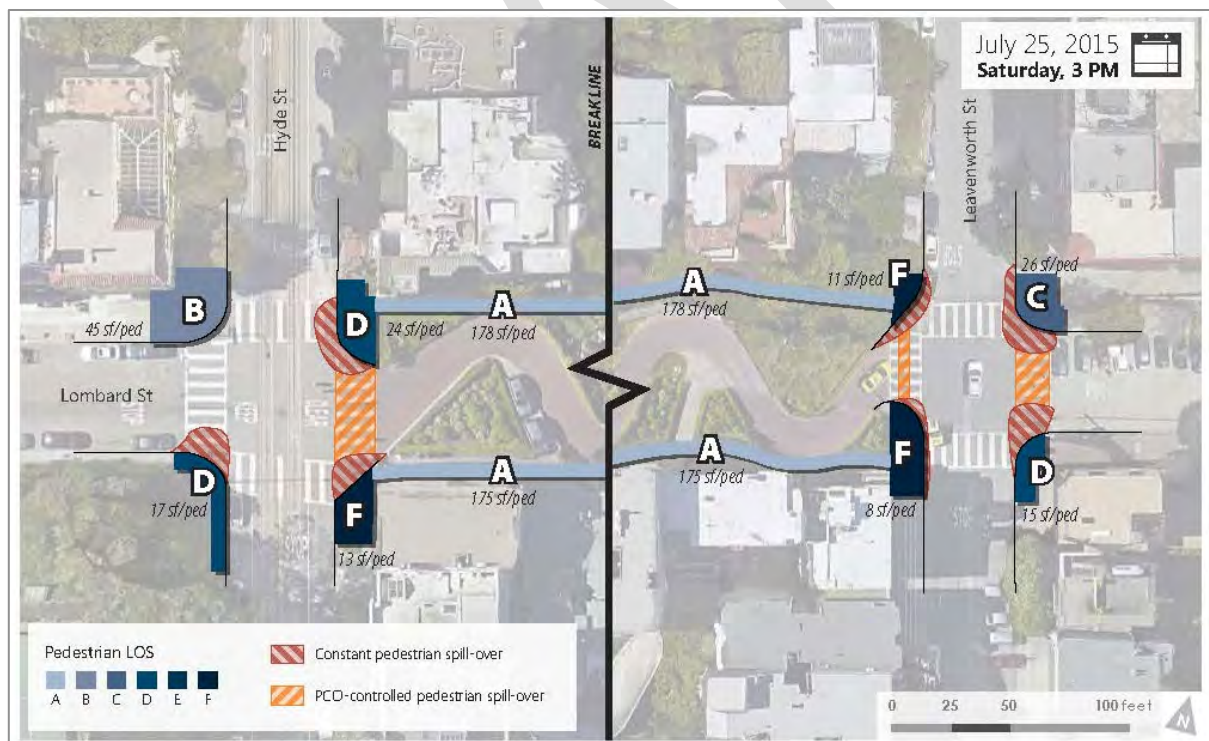 July 25, 2015
Saturday, 3 PM
BREAKLINE
Hyde St
Leavenworth St
11 sf/ped
F
26 sf/ped
C
B
45 sf/ped
D
24 sf/ped
A
178 sf/ped
A
178 sf/ped
Lombard St
D
17 sf/ped
F
13 sf/ped
A
175 sf/ped
A
175 sf/ped
F
8 sf/ped
D
15 sf/ped
STOP
Pedestrian LOS
A B C D E F
Constant pedestrian spill-over
PCO-controlled pedestrian spill-over
0 25 50 100 feet
N